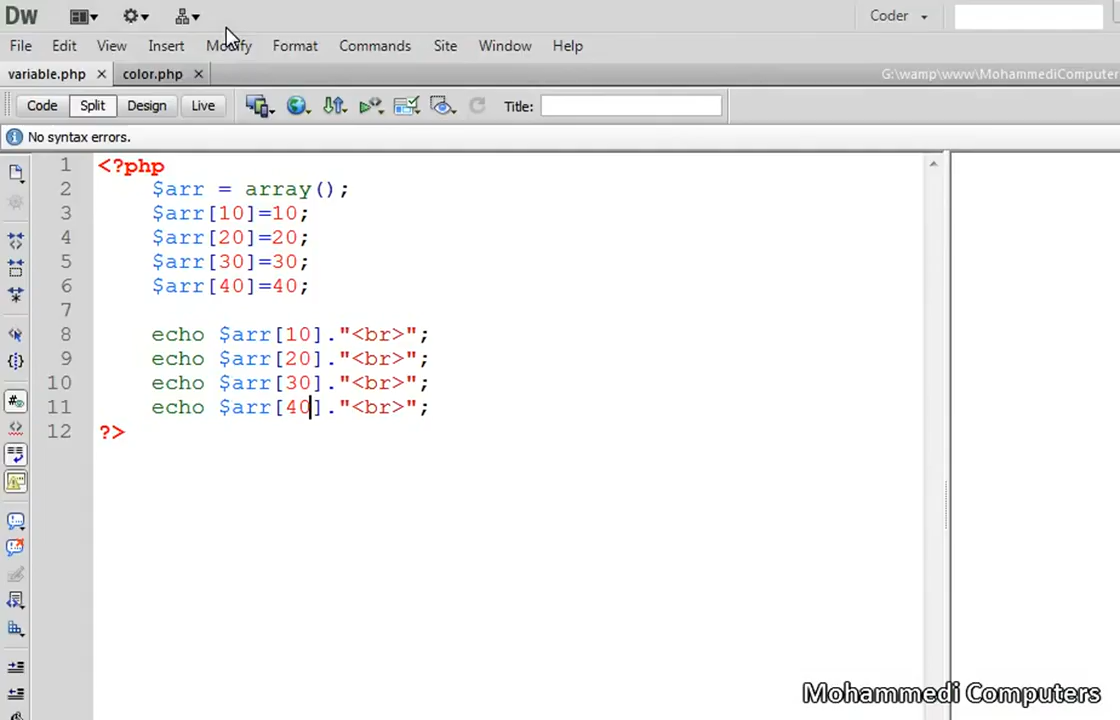 Dw
Coder
File Edit View Insert Modify Format Commands Site Window Help
variable.php color.php G:\wamp\www\MohammediComputer
Code Split Design Live Title:
No syntax errors.
1 <?php
2 $arr = array();
3 $arr[10]=10;
4 $arr[20]=20;
5 $arr[30]=30;
6 $arr[40]=40;
7
8 echo $arr[10]."<br>";
9 echo $arr[20]."<br>";
10 echo $arr[30]."<br>";
11 echo $arr[40]."<br>";
12 ?>
Mohammedi Computers